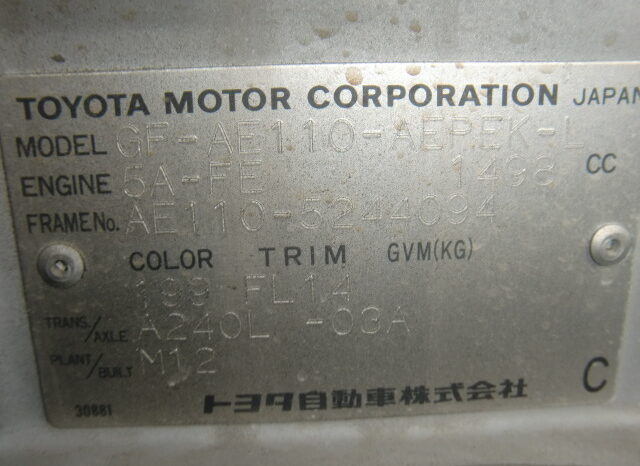 TOYOTA MOTOR CORPORATION JAPAN
MODEL GF-AE110-AEPEK-L
ENGINE 5A-FE 1498 CC
FRAME No. AE110-5244094
COLOR TRIM GVM(KG)
199 FL14
TRANS./AXLE A240L -03A
PLANT/BUILT M12
30881 トヨタ自動車株式会社 C